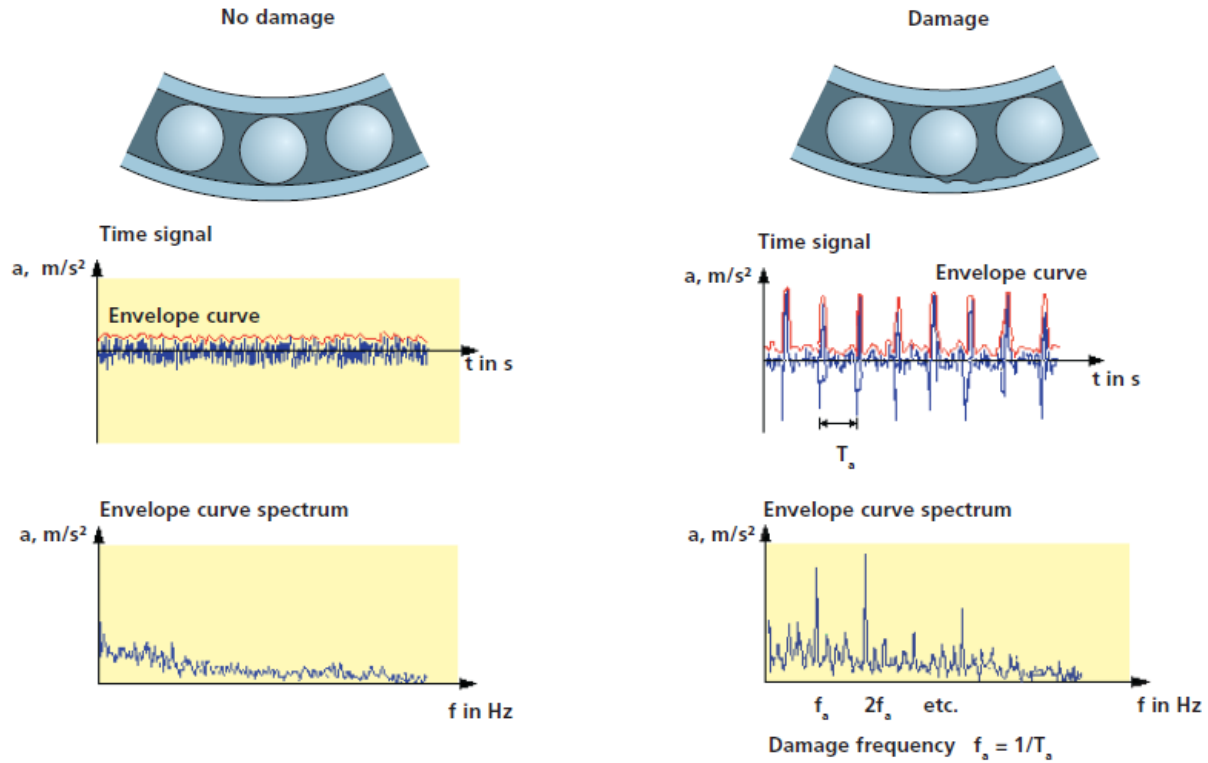 No damage
Time signal
a, m/s²
Envelope curve
t in s
Envelope curve spectrum
a, m/s²
f in Hz
Damage
Time signal
a, m/s²
Envelope curve
t in s
Tₐ
Envelope curve spectrum
a, m/s²
fₐ 2fₐ etc.
f in Hz
Damage frequency fₐ = 1/Tₐ